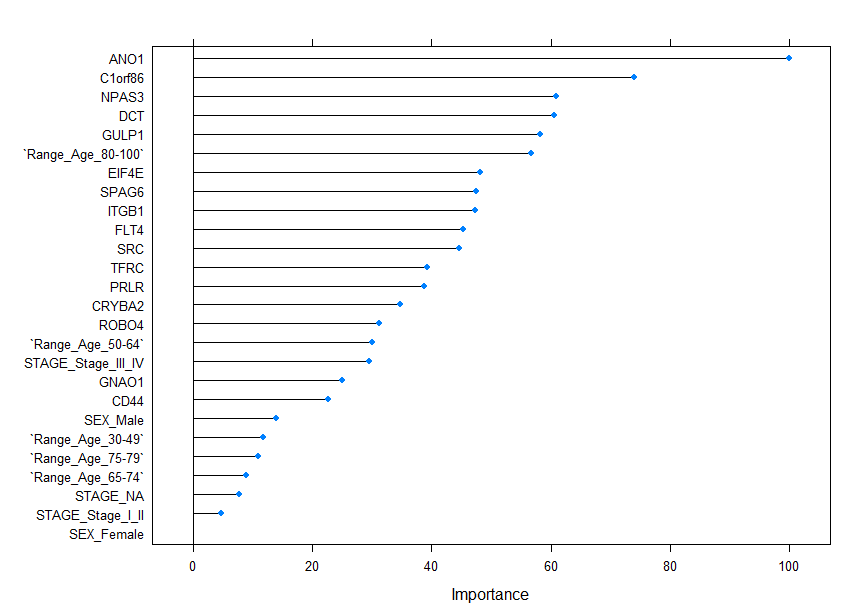 ANO1
C1orf86
NPAS3
DCT
GULP1
`Range_Age_80-100`
EIF4E
SPAG6
ITGB1
FLT4
SRC
TFRC
PRLR
CRYBA2
ROBO4
`Range_Age_50-64`
STAGE_Stage_III_IV
GNAO1
CD44
SEX_Male
`Range_Age_30-49`
`Range_Age_75-79`
`Range_Age_65-74`
STAGE_NA
STAGE_Stage_I_II
SEX_Female
0 20 40 60 80 100
Importance